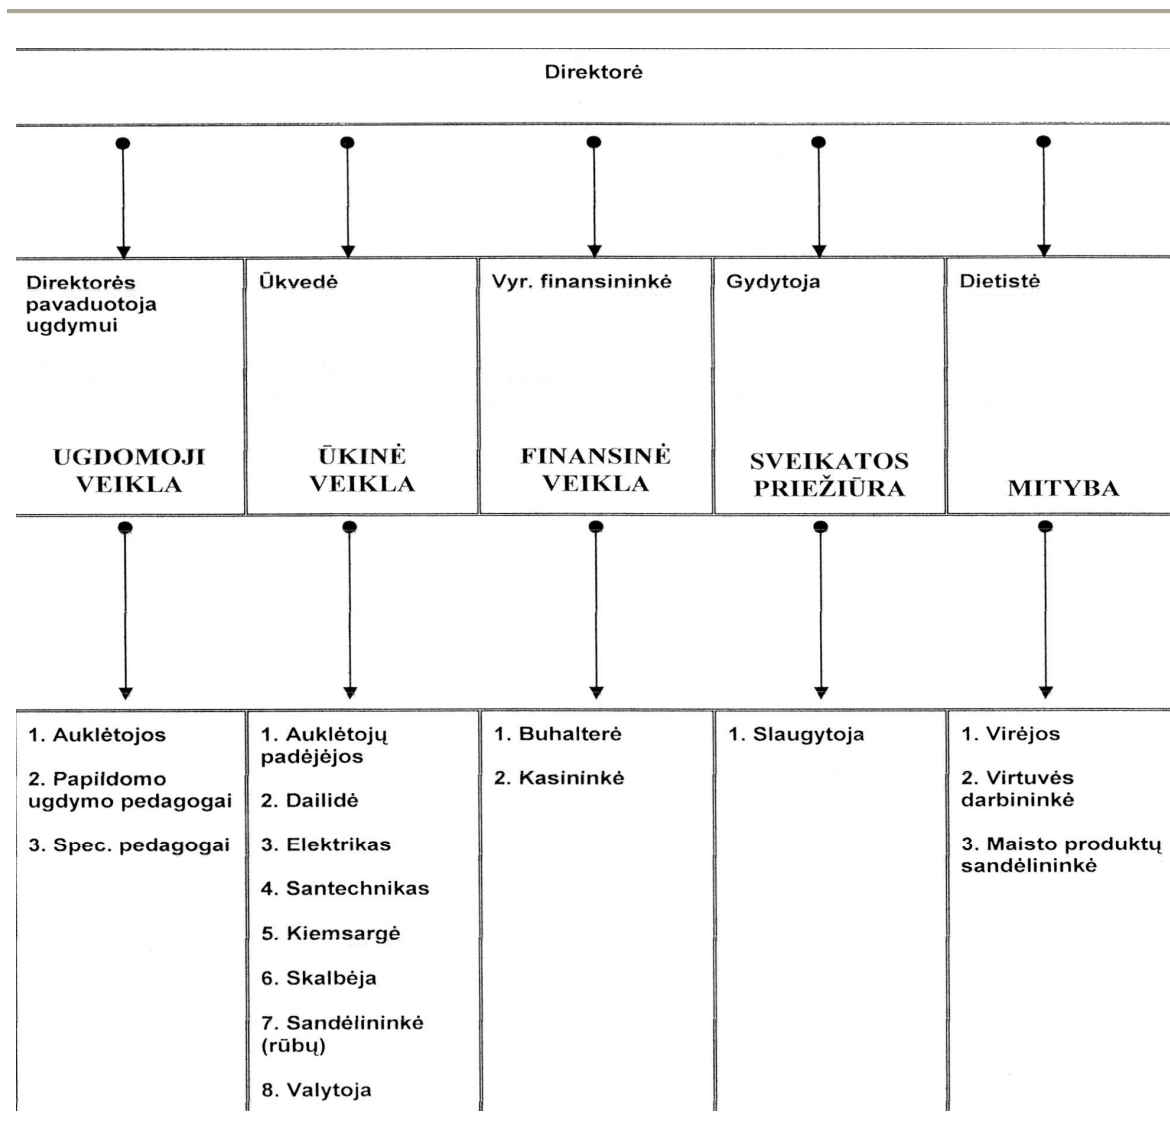 Direktorė
Direktorės
pavaduotoja
ugdymui
UGDOMOJI
VEIKLA
Ūkvedė
ŪKINĖ
VEIKLA
Vyr. finansininkė
FINANSINĖ
VEIKLA
Gydytoja
SVEIKATOS
PRIEŽIŪRA
Dietistė
MITYBA
1. Auklėtojos
2. Papildomo
ugdymo pedagogai
3. Spec. pedagogai
1. Auklėtojų
padėjėjos
2. Dailidė
3. Elektrikas
4. Santechnikas
5. Kiemsargė
6. Skalbėja
7. Sandėlininkė
(rūbų)
8. Valytoja
1. Buhalterė
2. Kasininkė
1. Slaugytoja
1. Virėjos
2. Virtuvės
darbininkė
3. Maisto produktų
sandėlininkė